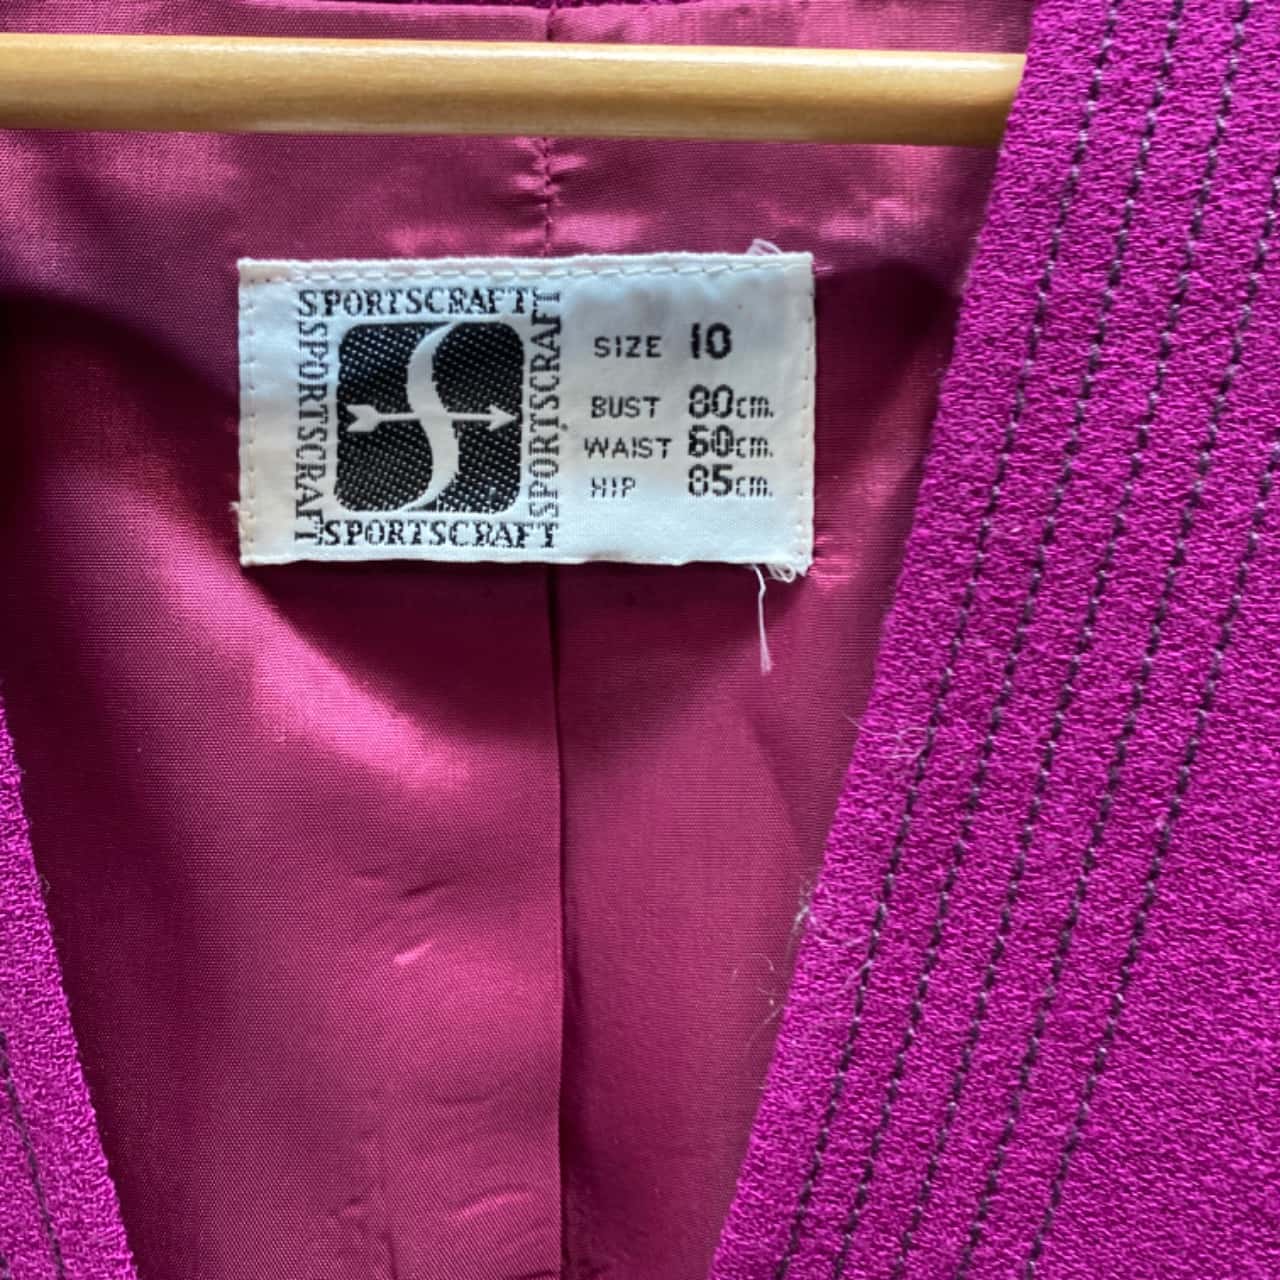 SPORTSCRAFT
SPORTSCRAFT
SPORTSCRAFT
SPORTSCRAFT
SIZE 10
BUST 80cm.
WAIST 60cm.
HIP 85cm.